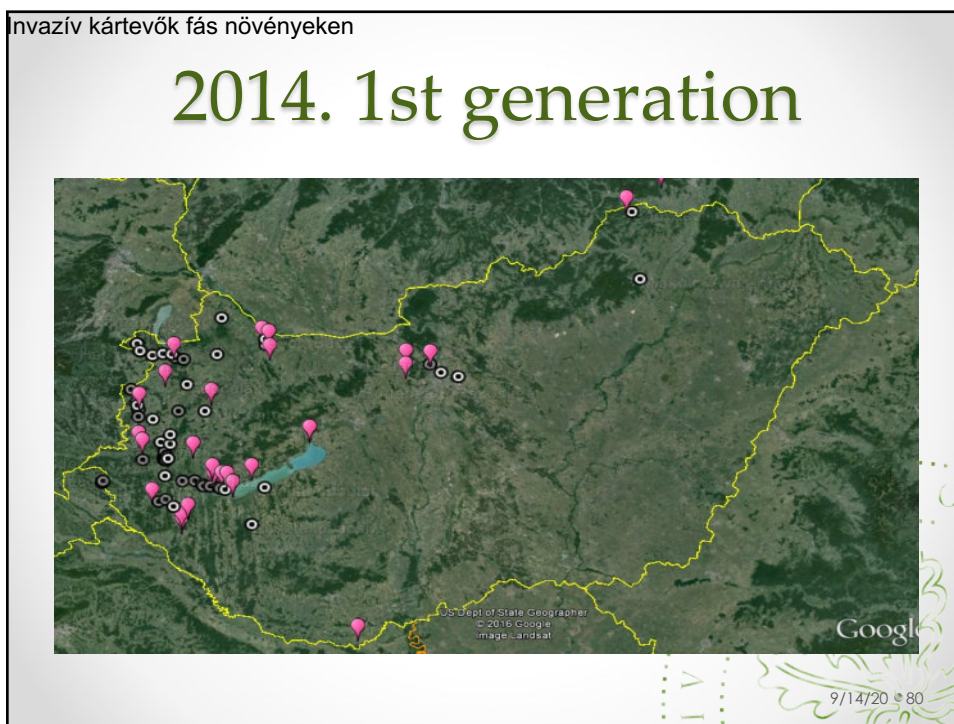 Invazív kártevők fás növényeken
2014. 1st generation
US Dept of State Geographer
© 2016 Google
Image Landsat
Google
9/14/20
80